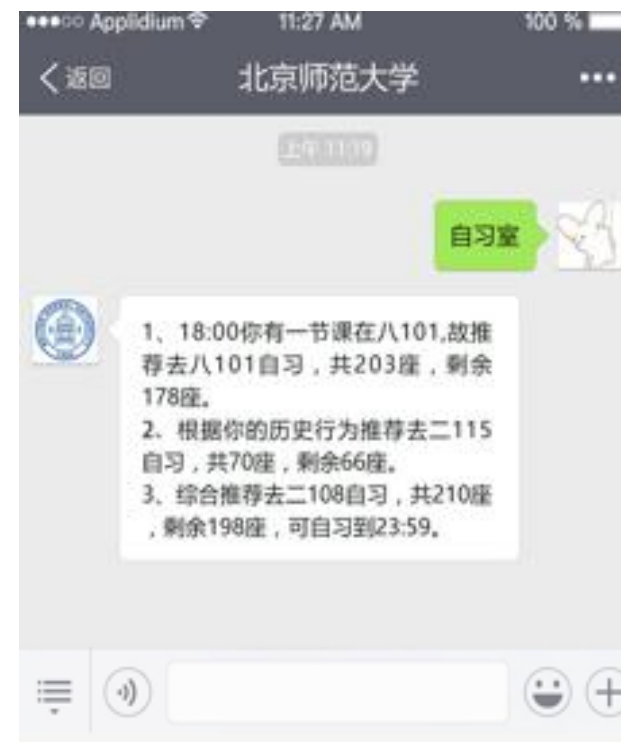 Applidium 11:27 AM 100 %
返回 北京师范大学
上午 11:19
自习室
1、18:00你有一节课在八101,故推
荐去八101自习，共203座，剩余
178座。
2、根据你的历史行为推荐去二115
自习，共70座，剩余66座。
3、综合推荐去二108自习，共210座
，剩余198座，可自习到23:59。